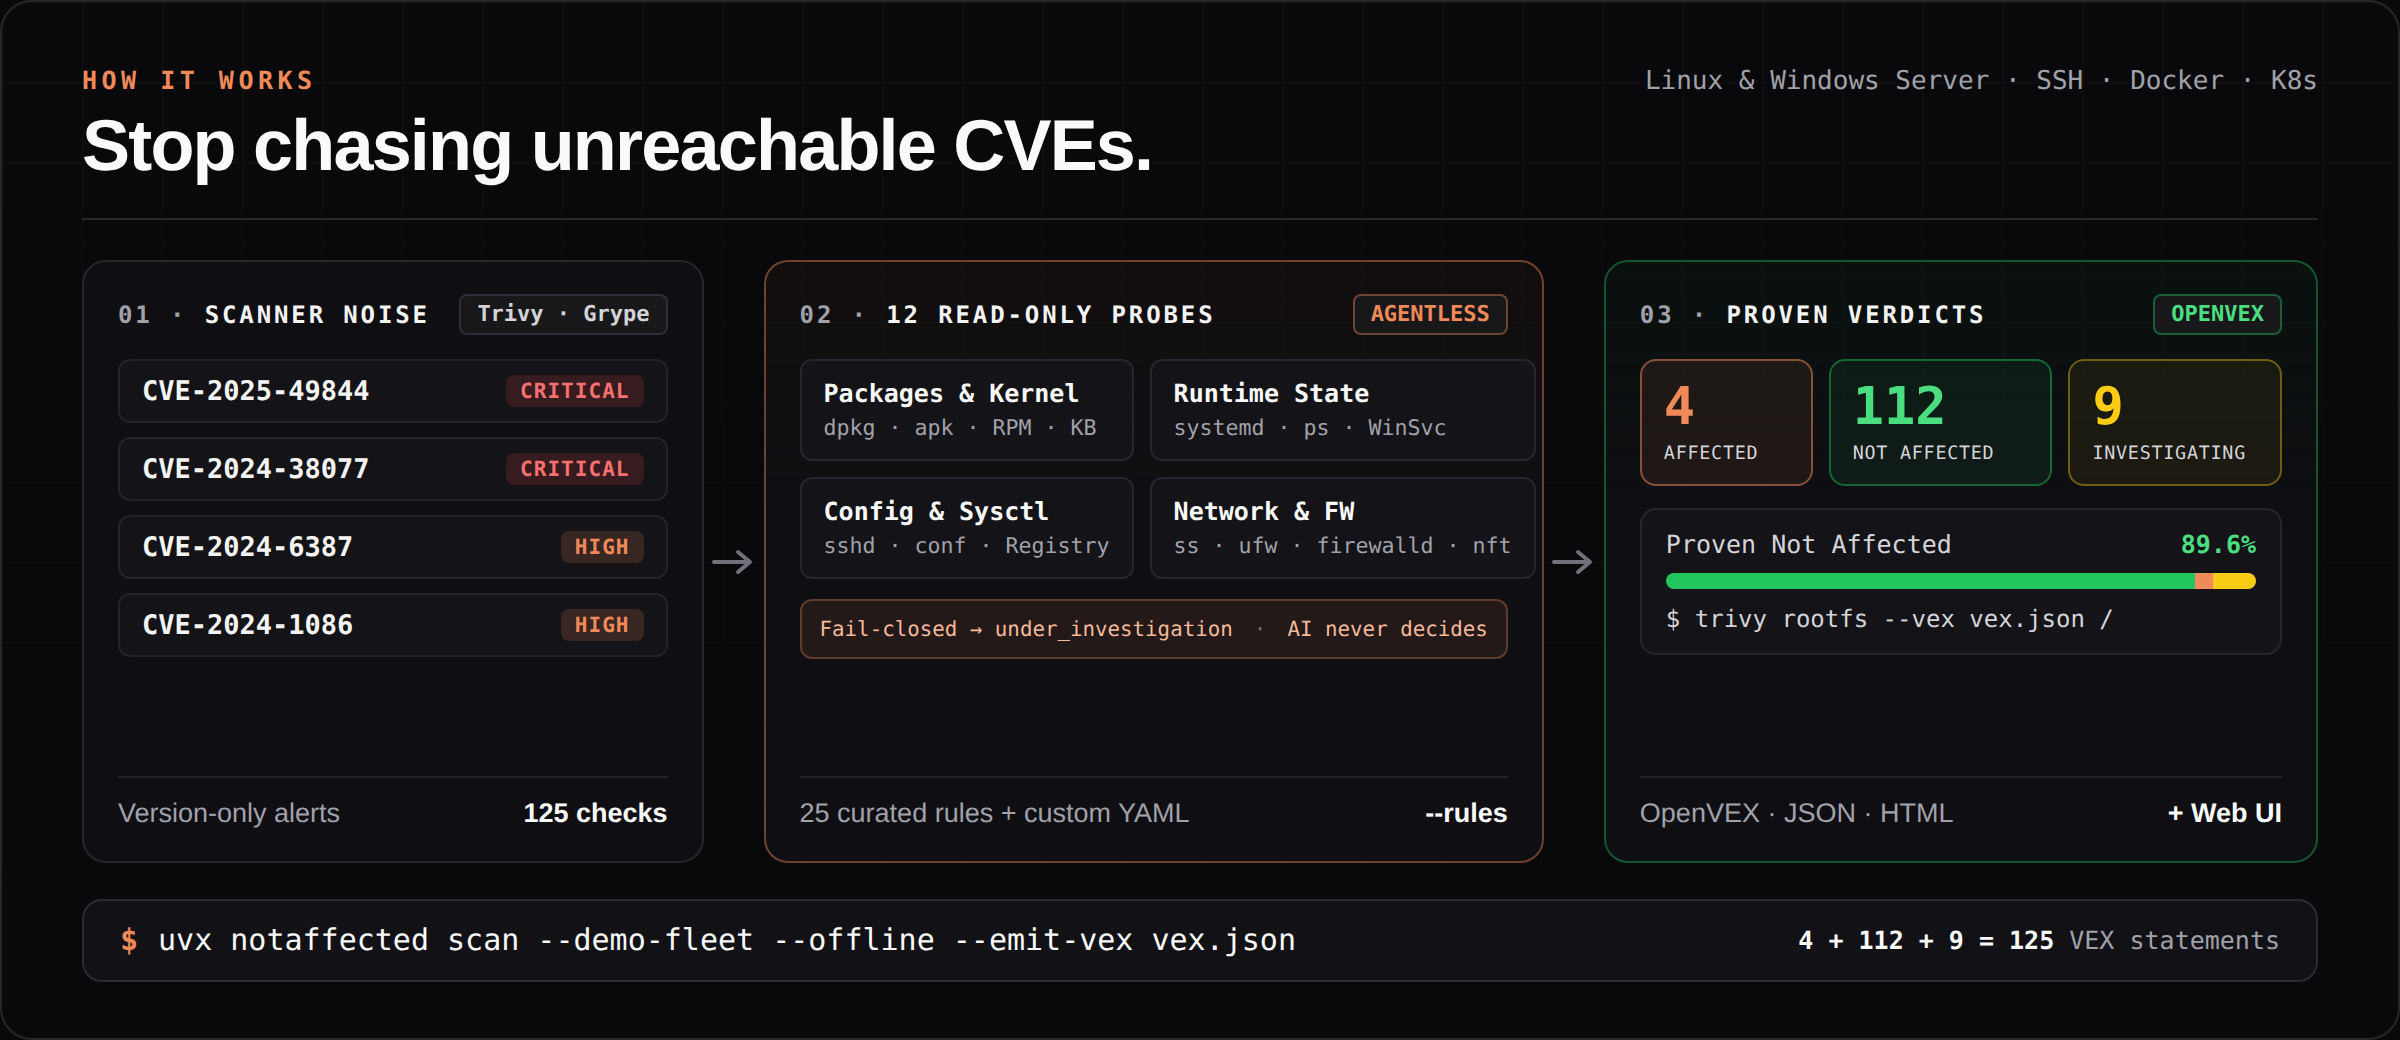 HOW IT WORKS
Linux & Windows Server · SSH · Docker · K8s
Stop chasing unreachable CVEs.
01 · SCANNER NOISE
Trivy · Grype
CVE-2025-49844
CRITICAL
CVE-2024-38077
CRITICAL
CVE-2024-6387
HIGH
CVE-2024-1086
HIGH
Version-only alerts
125 checks
02 · 12 READ-ONLY PROBES
AGENTLESS
Packages & Kernel
dpkg · apk · RPM · KB
Runtime State
systemd · ps · WinSvc
Config & Sysctl
sshd · conf · Registry
Network & FW
ss · ufw · firewalld · nft
Fail-closed → under_investigation · AI never decides
25 curated rules + custom YAML
--rules
03 · PROVEN VERDICTS
OPENVEX
4
AFFECTED
112
NOT AFFECTED
9
INVESTIGATING
Proven Not Affected
89.6%
$ trivy rootfs --vex vex.json /
OpenVEX · JSON · HTML
+ Web UI
$ uvx notaffected scan --demo-fleet --offline --emit-vex vex.json
4 + 112 + 9 = 125 VEX statements